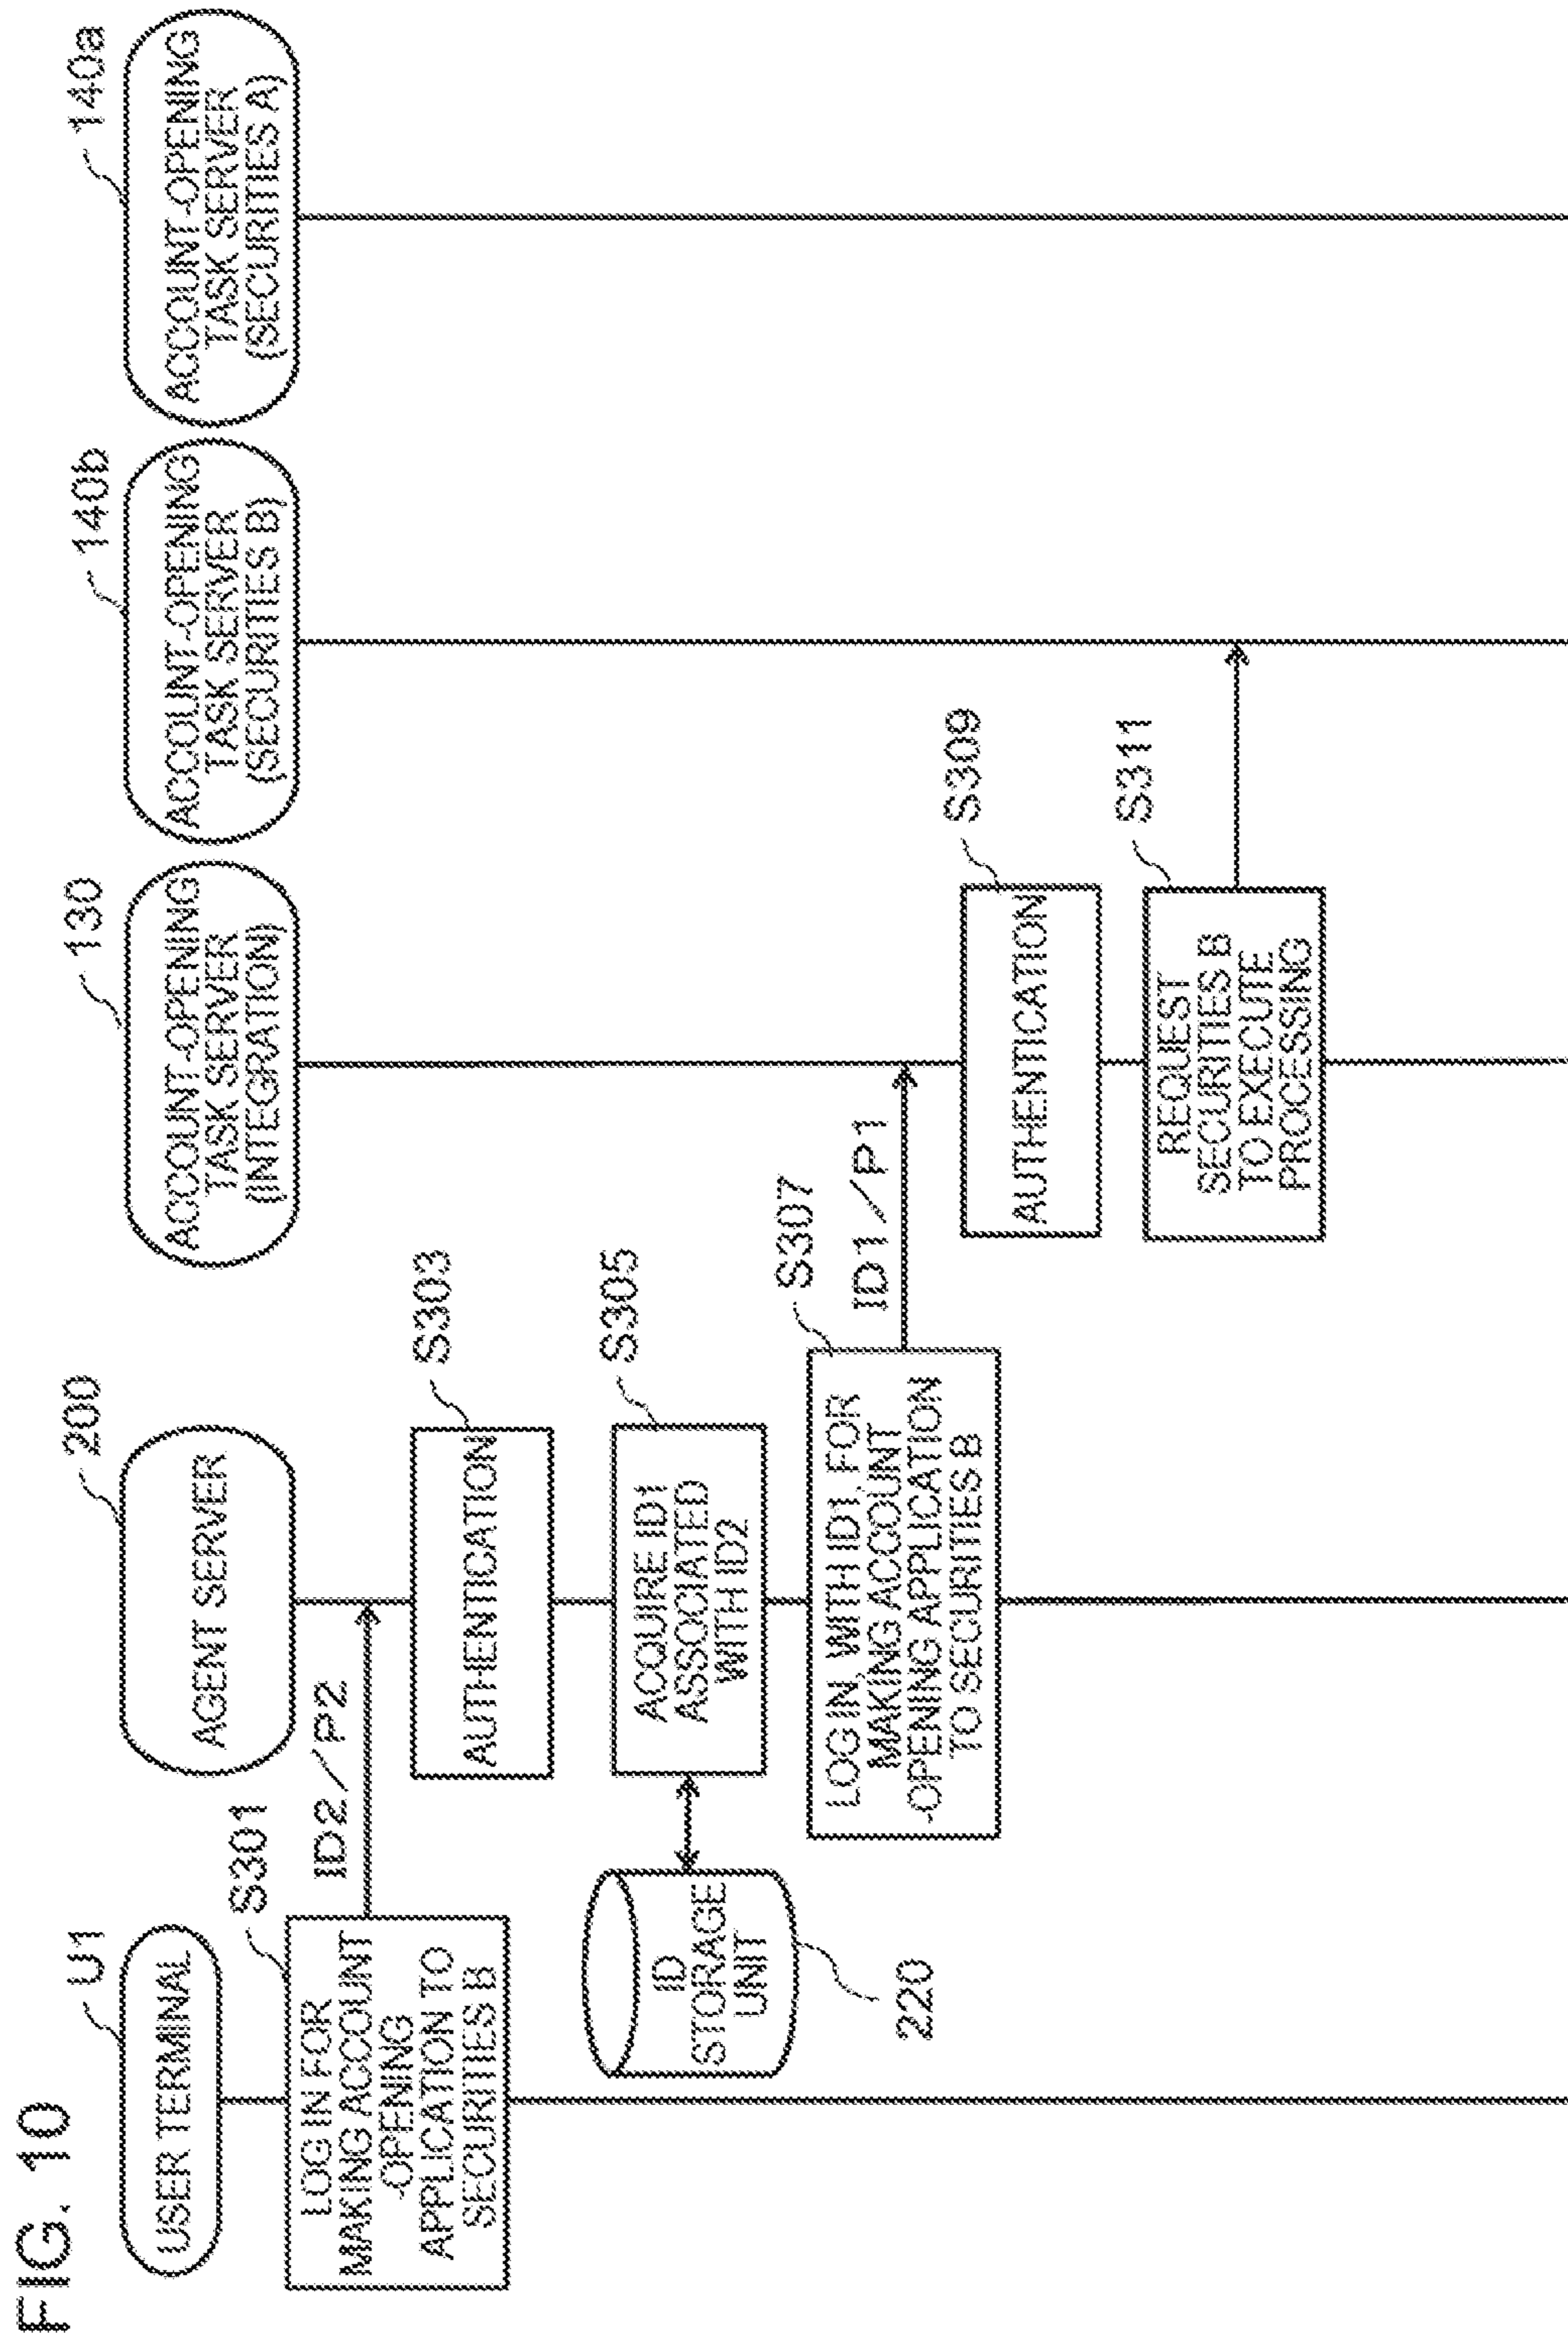 FIG. 10
U1
USER TERMINAL
200
AGENT SERVER
130
ACCOUNT-OPENING
TASK SERVER
(INTEGRATION)
140b
ACCOUNT-OPENING
TASK SERVER
(SECURITIES B)
140a
ACCOUNT-OPENING
TASK SERVER
(SECURITIES A)
S301
LOG IN FOR
MAKING ACCOUNT
-OPENING
APPLICATION TO
SECURITIES B
ID2/P2
S303
AUTHENTICATION
S305
ACQUIRE ID1
ASSOCIATED
WITH ID2
ID
STORAGE
UNIT
220
S307
LOG IN, WITH ID1, FOR
MAKING ACCOUNT
-OPENING APPLICATION
TO SECURITIES B
ID1/P1
S309
AUTHENTICATION
S311
REQUEST
SECURITIES B
TO EXECUTE
PROCESSING